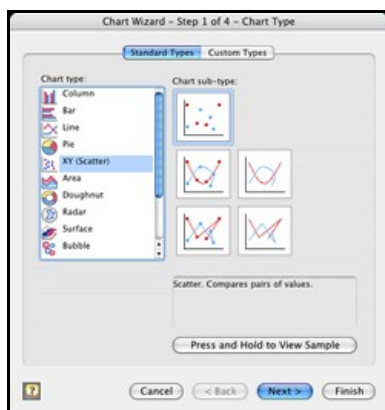 Chart Wizard – Step 1 of 4 – Chart Type
Standard Types Custom Types
Chart type:
Column
Bar
Line
Pie
XY (Scatter)
Area
Doughnut
Radar
Surface
Bubble
Chart sub-type:
Scatter. Compares pairs of values.
Press and Hold to View Sample
? Cancel < Back Next > Finish